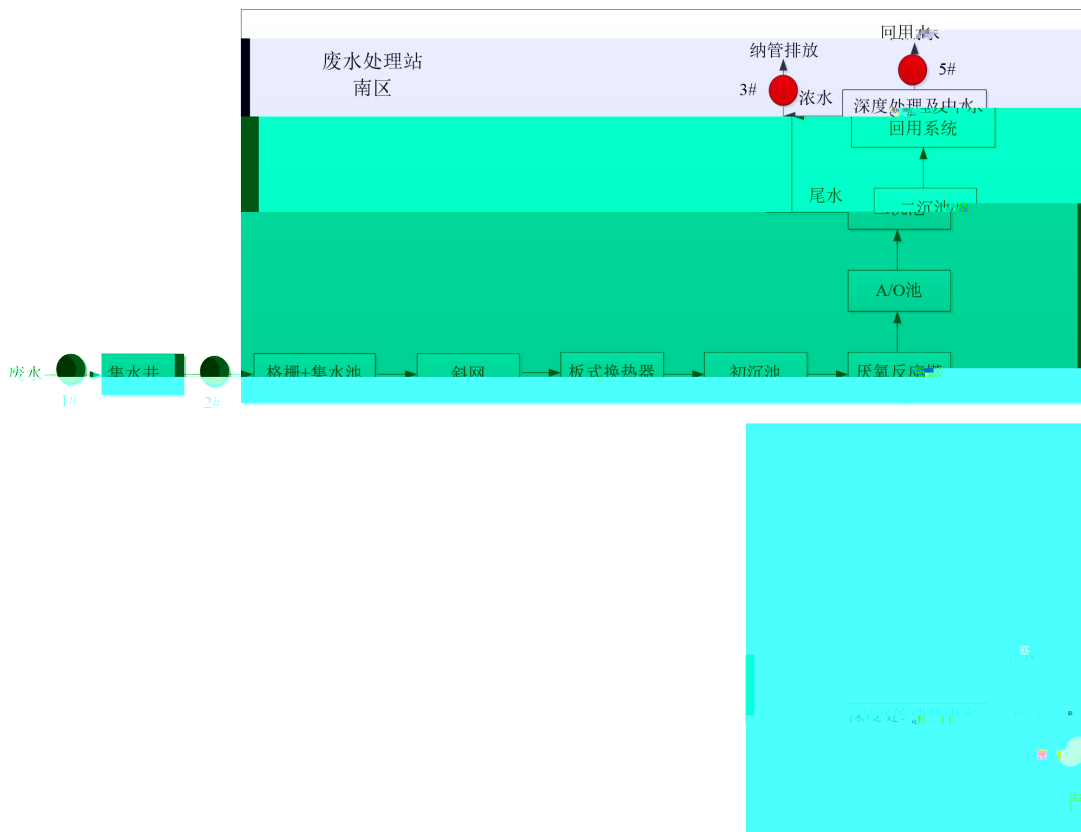 废水处理站
南区
纳管排放
回用水
3#
5#
浓水
深度处理及中水
回用系统
尾水
二沉池
A/O池
废水
集水井
格栅+集水池
斜网
板式换热器
初沉池
厌氧反应
1#
2#